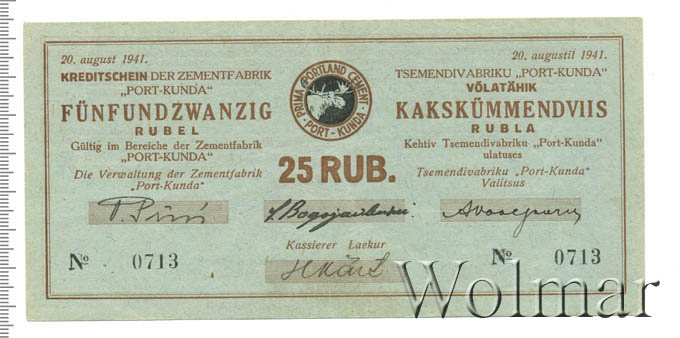 20. august 1941.
KREDITSCHEIN DER ZEMENTFABRIK
„PORT-KUNDA“
FÜNFUNDZWANZIG
RUBEL
Gültig im Bereiche der Zementfabrik
„PORT-KUNDA“
Die Verwaltung der Zementfabrik
„Port-Kunda“
PRIMA PORTLAND CEMENT
· PORT - KUNDA ·
25 RUB.
20. augustil 1941.
TSEMENDIVABRIKU „PORT-KUNDA“
VÕLATÄHIK
KAKSKÜMMENDVIIS
RUBLA
Kehtiv Tsemendivabriku „Port-Kunda“
ulatuses
Tsemendivabriku „Port-Kunda“
Valitsus
Kassierer Laekur
№ 0713
№ 0713
Wolmar